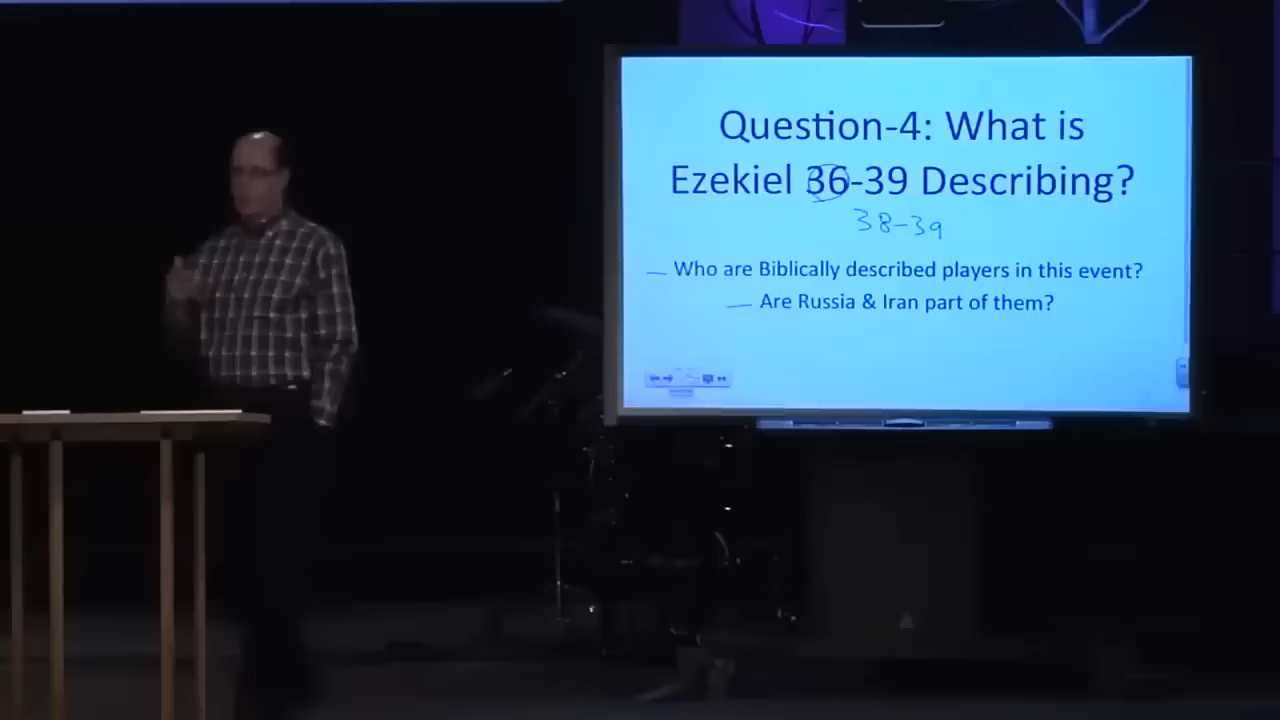 Question-4: What is
Ezekiel 36-39 Describing?
38-39
Who are Biblically described players in this event?
Are Russia & Iran part of them?